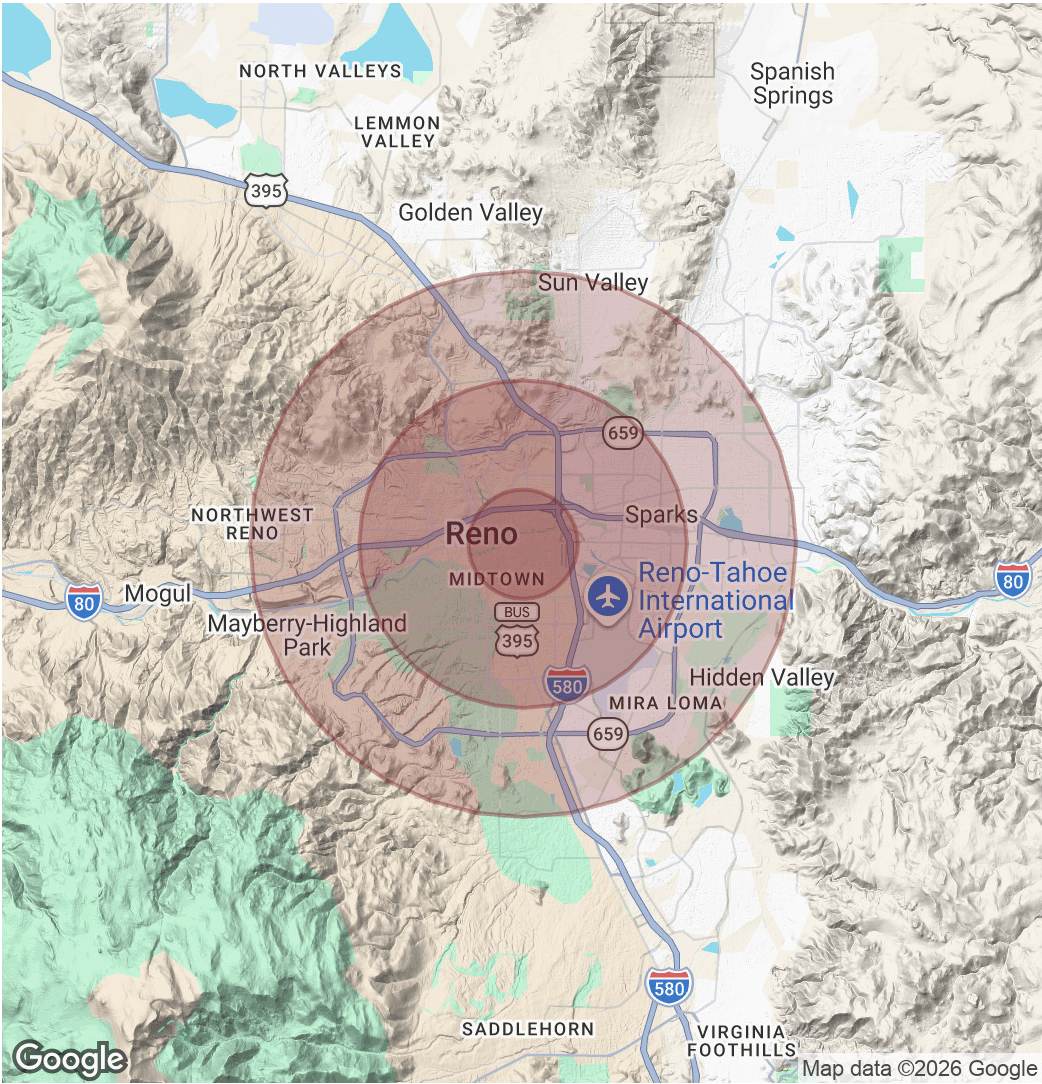 NORTH VALLEYS
Spanish
Springs
LEMMON
VALLEY
395
Golden Valley
Sun Valley
659
NORTHWEST
RENO
Reno
Sparks
MIDTOWN
Reno-Tahoe
International
Airport
80
Mogul
80
BUS
395
Mayberry-Highland
Park
580
Hidden Valley
MIRA LOMA
659
580
SADDLEHORN
VIRGINIA
FOOTHILLS
Google
Map data ©2026 Google